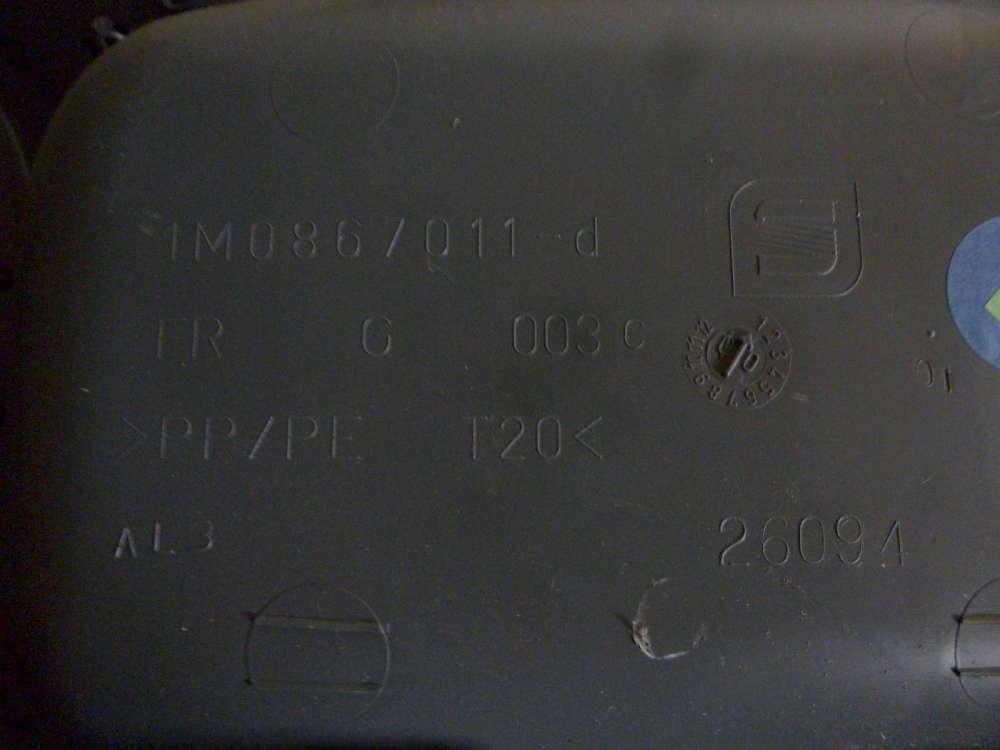 1M0867011-d
FR G 003 c
>PP/PE T20<
AL3
26094